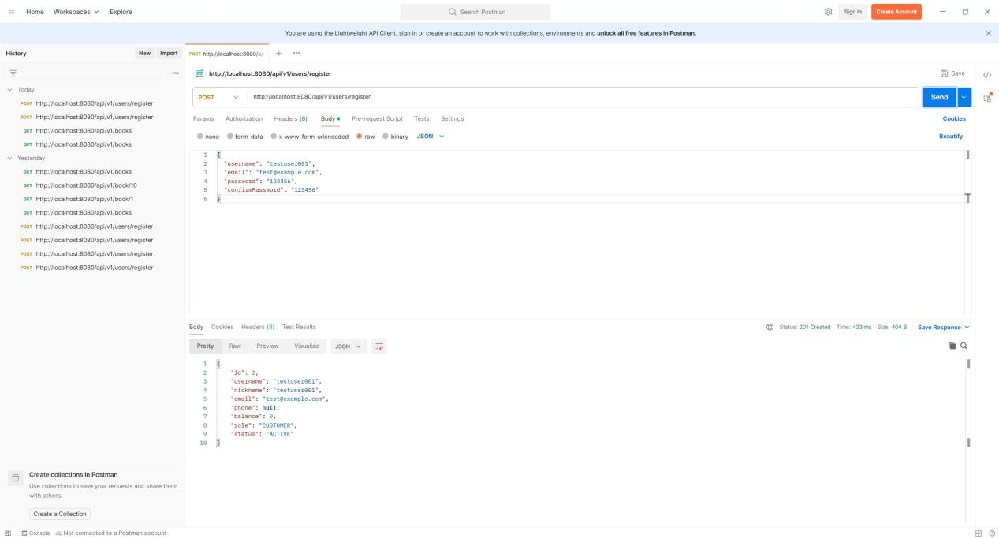 Home Workspaces Explore Search Postman Sign In Create Account
You are using the Lightweight API Client, sign in or create an account to work with collections, environments and unlock all free features in Postman.
History New Import
POST http://localhost:8080/ap
http://localhost:8080/api/v1/users/register Save
Today
POST http://localhost:8080/api/v1/users/register
POST http://localhost:8080/api/v1/users/register
GET http://localhost:8080/api/v1/books
GET http://localhost:8080/api/v1/books
Yesterday
GET http://localhost:8080/api/v1/books
GET http://localhost:8080/api/v1/book/10
GET http://localhost:8080/api/v1/book/1
GET http://localhost:8080/api/v1/books
POST http://localhost:8080/api/v1/users/register
POST http://localhost:8080/api/v1/users/register
POST http://localhost:8080/api/v1/users/register
POST http://localhost:8080/api/v1/users/register
Create collections in Postman
Use collections to save your requests and share them
with others.
Create a Collection
POST http://localhost:8080/api/v1/users/register Send
Params Authorization Headers (8) Body Pre-request Script Tests Settings Cookies
none form-data x-www-form-urlencoded raw binary JSON Beautify
1 {
2 "username": "testuser001",
3 "email": "test@example.com",
4 "password": "123456",
5 "confirmPassword": "123456"
6 }
Body Cookies Headers (8) Test Results Status: 201 Created Time: 423 ms Size: 404 B Save Response
Pretty Raw Preview Visualize JSON
1 {
2 "id": 2,
3 "username": "testuser001",
4 "nickname": "testuser001",
5 "email": "test@example.com",
6 "phone": null,
7 "balance": 0,
8 "role": "CUSTOMER",
9 "status": "ACTIVE"
10 }
Console Not connected to a Postman account